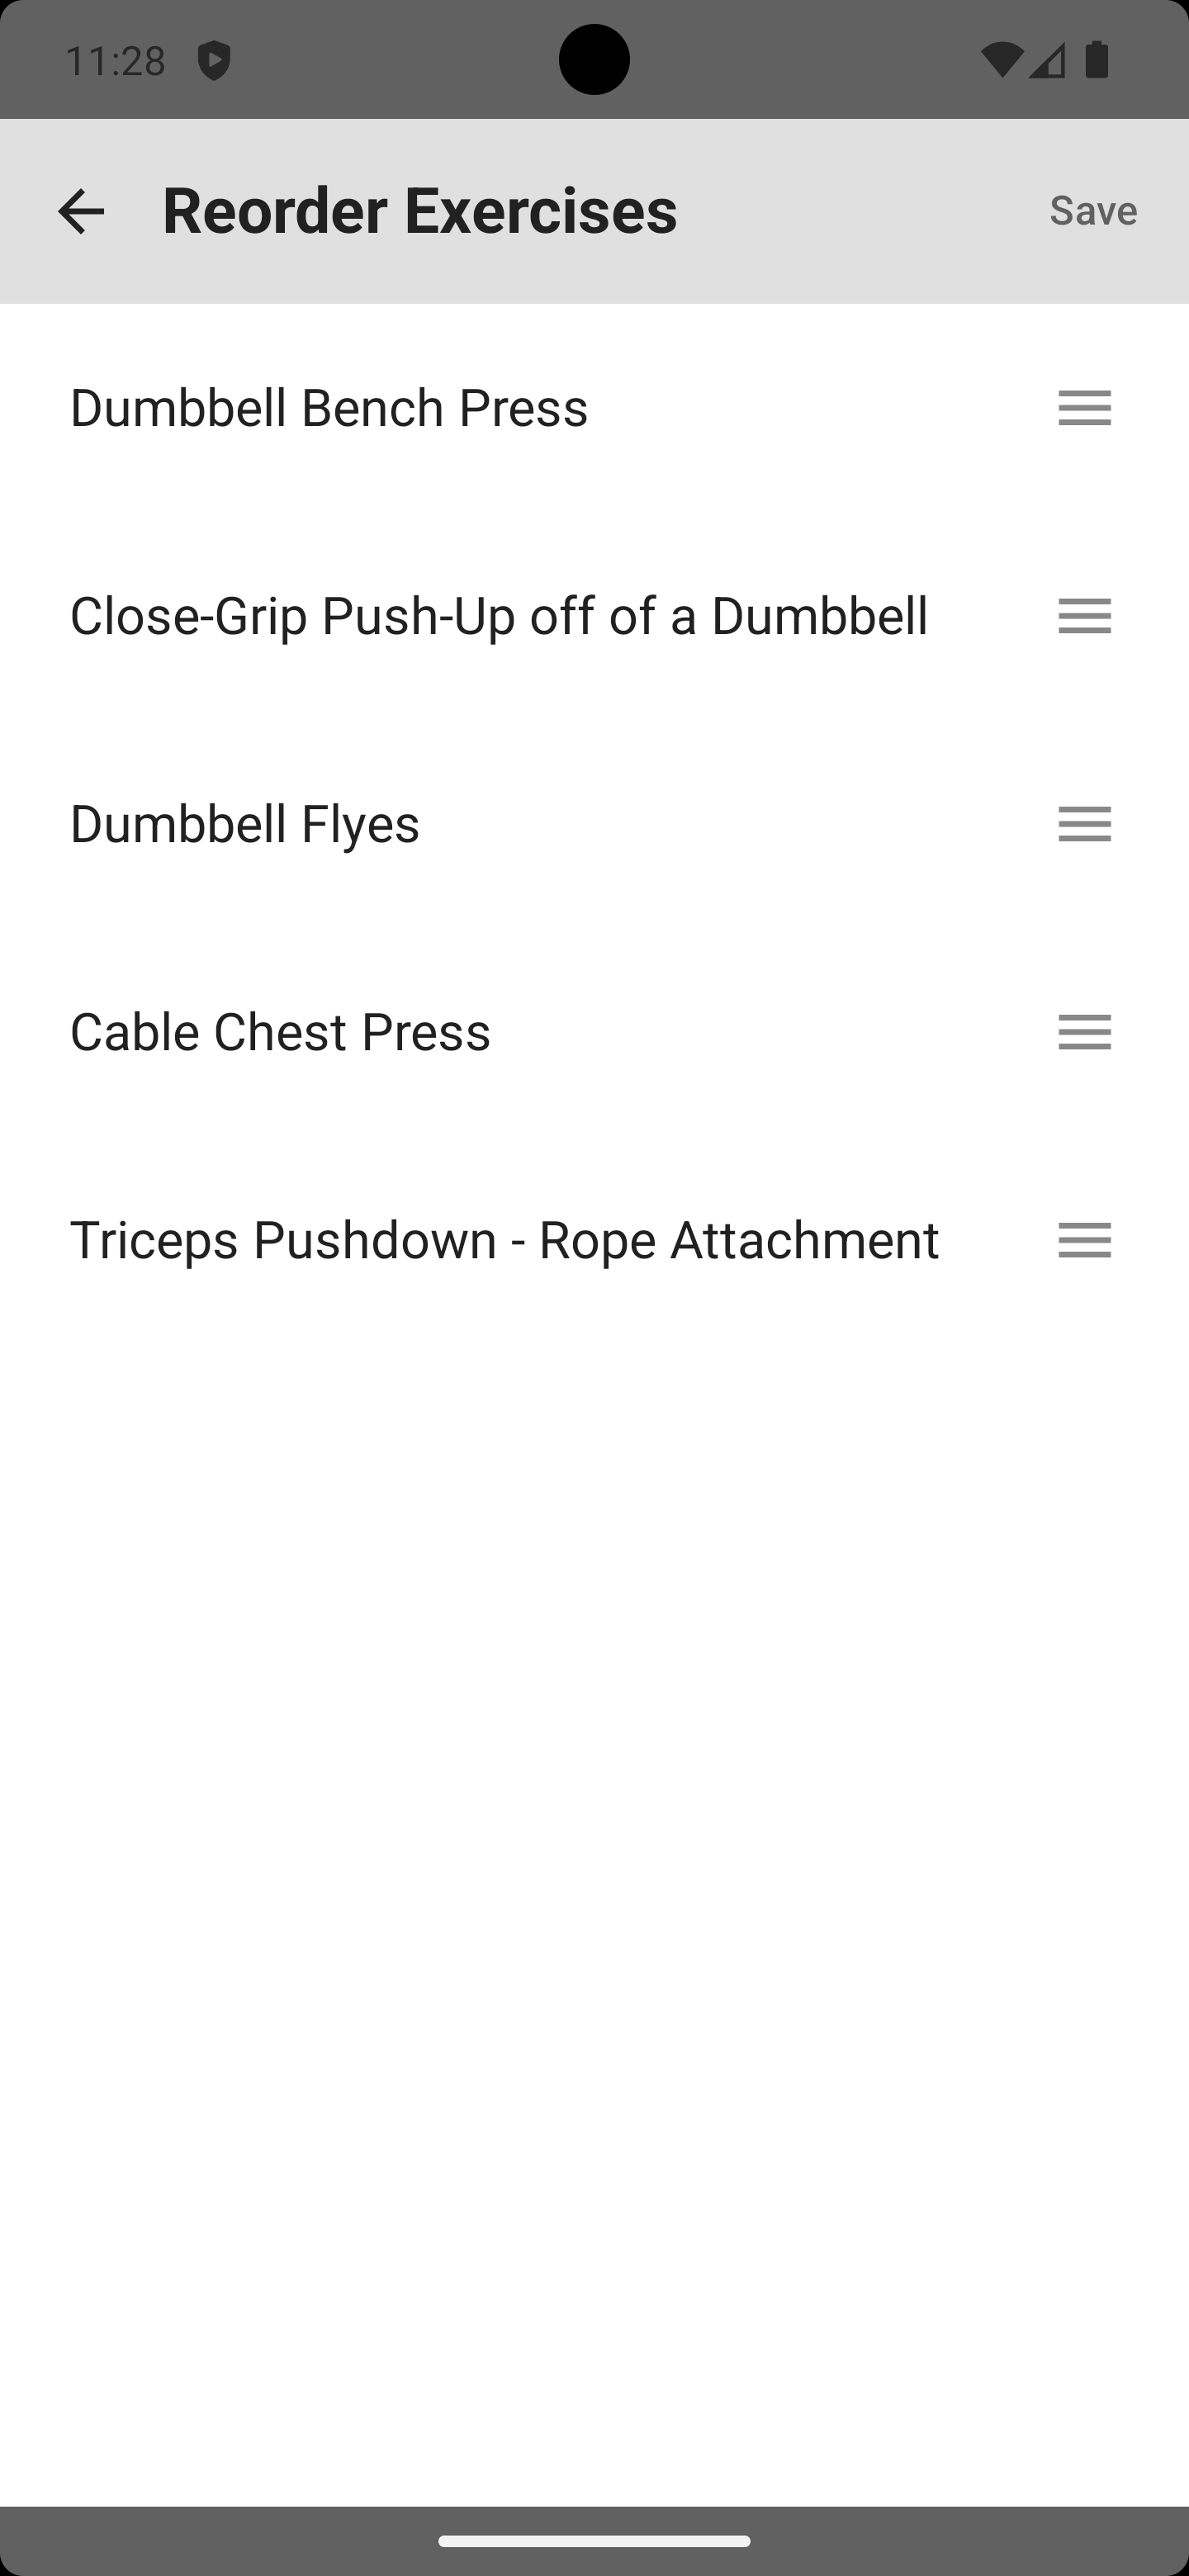 11:28
Reorder Exercises
Save
Dumbbell Bench Press
Close-Grip Push-Up off of a Dumbbell
Dumbbell Flyes
Cable Chest Press
Triceps Pushdown - Rope Attachment